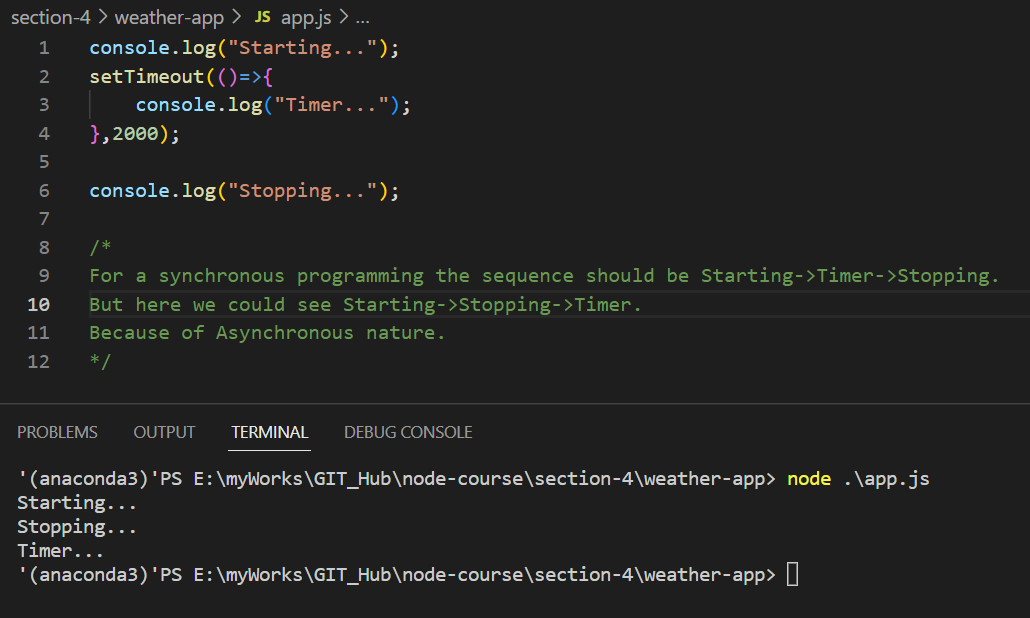 section-4 > weather-app > JS app.js > ...
1 console.log("Starting...");
2 setTimeout(()=>{
3     console.log("Timer...");
4 },2000);
5
6 console.log("Stopping...");
7
8 /*
9 For a synchronous programming the sequence should be Starting->Timer->Stopping.
10 But here we could see Starting->Stopping->Timer.
11 Because of Asynchronous nature.
12 */
PROBLEMS OUTPUT TERMINAL DEBUG CONSOLE
'(anaconda3)'PS E:\myWorks\GIT_Hub\node-course\section-4\weather-app> node .\app.js
Starting...
Stopping...
Timer...
'(anaconda3)'PS E:\myWorks\GIT_Hub\node-course\section-4\weather-app>